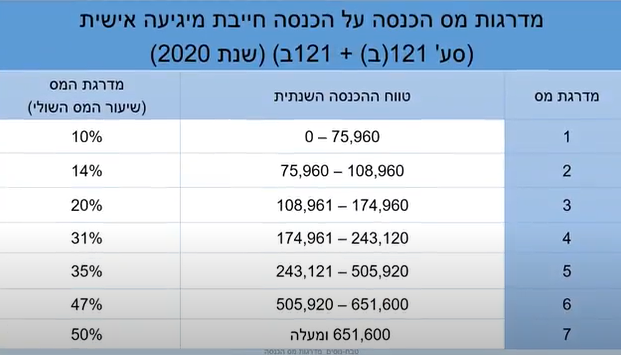 מדרגות מס הכנסה על הכנסה חייבת מיגיעה אישית
(סע' 121(ב) + 121ב) (שנת 2020)
מדרגת מס טווח ההכנסה השנתית מדרגת המס
(שיעור המס השולי)
1 0 – 75,960 10%
2 75,960 – 108,960 14%
3 108,961 – 174,960 20%
4 174,961 – 243,120 31%
5 243,121 – 505,920 35%
6 505,920 – 651,600 47%
7 651,600 ומעלה 50%
מדרגות מס הכנסה